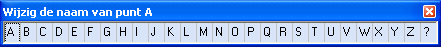 Wijzig de naam van punt A
A B C D E F G H I J K L M N O P Q R S T U V W X Y Z ?